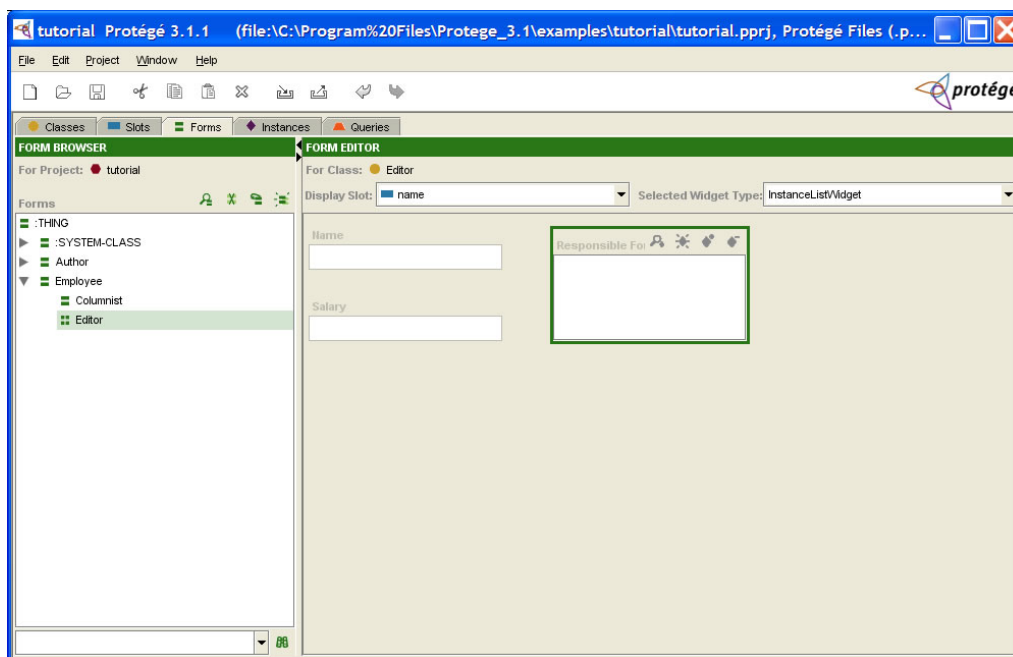 tutorial Protégé 3.1.1 (file:\C:\Program%20Files\Protege_3.1\examples\tutorial\tutorial.pprj, Protégé Files (.p...
File Edit Project Window Help
protégé
Classes Slots Forms Instances Queries
FORM BROWSER
FORM EDITOR
For Project: tutorial
For Class: Editor
Display Slot: name Selected Widget Type: InstanceListWidget
Forms
:THING
:SYSTEM-CLASS
Author
Employee
Columnist
Editor
Name
Responsible For
Salary